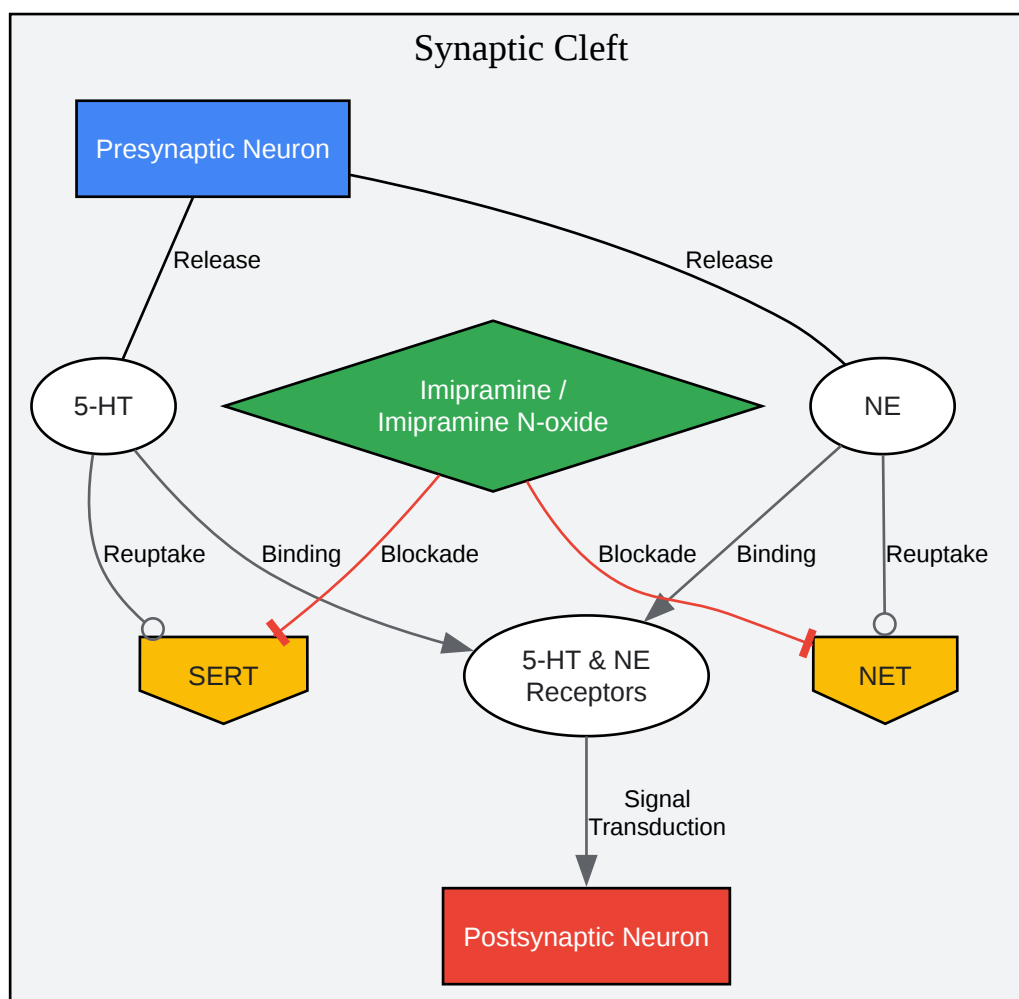 Synaptic Cleft
Presynaptic Neuron
Release
Release
5-HT
Imipramine /
Imipramine N-oxide
NE
Reuptake
Binding
Blockade
Blockade
Binding
Reuptake
SERT
5-HT & NE
Receptors
NET
Signal
Transduction
Postsynaptic Neuron